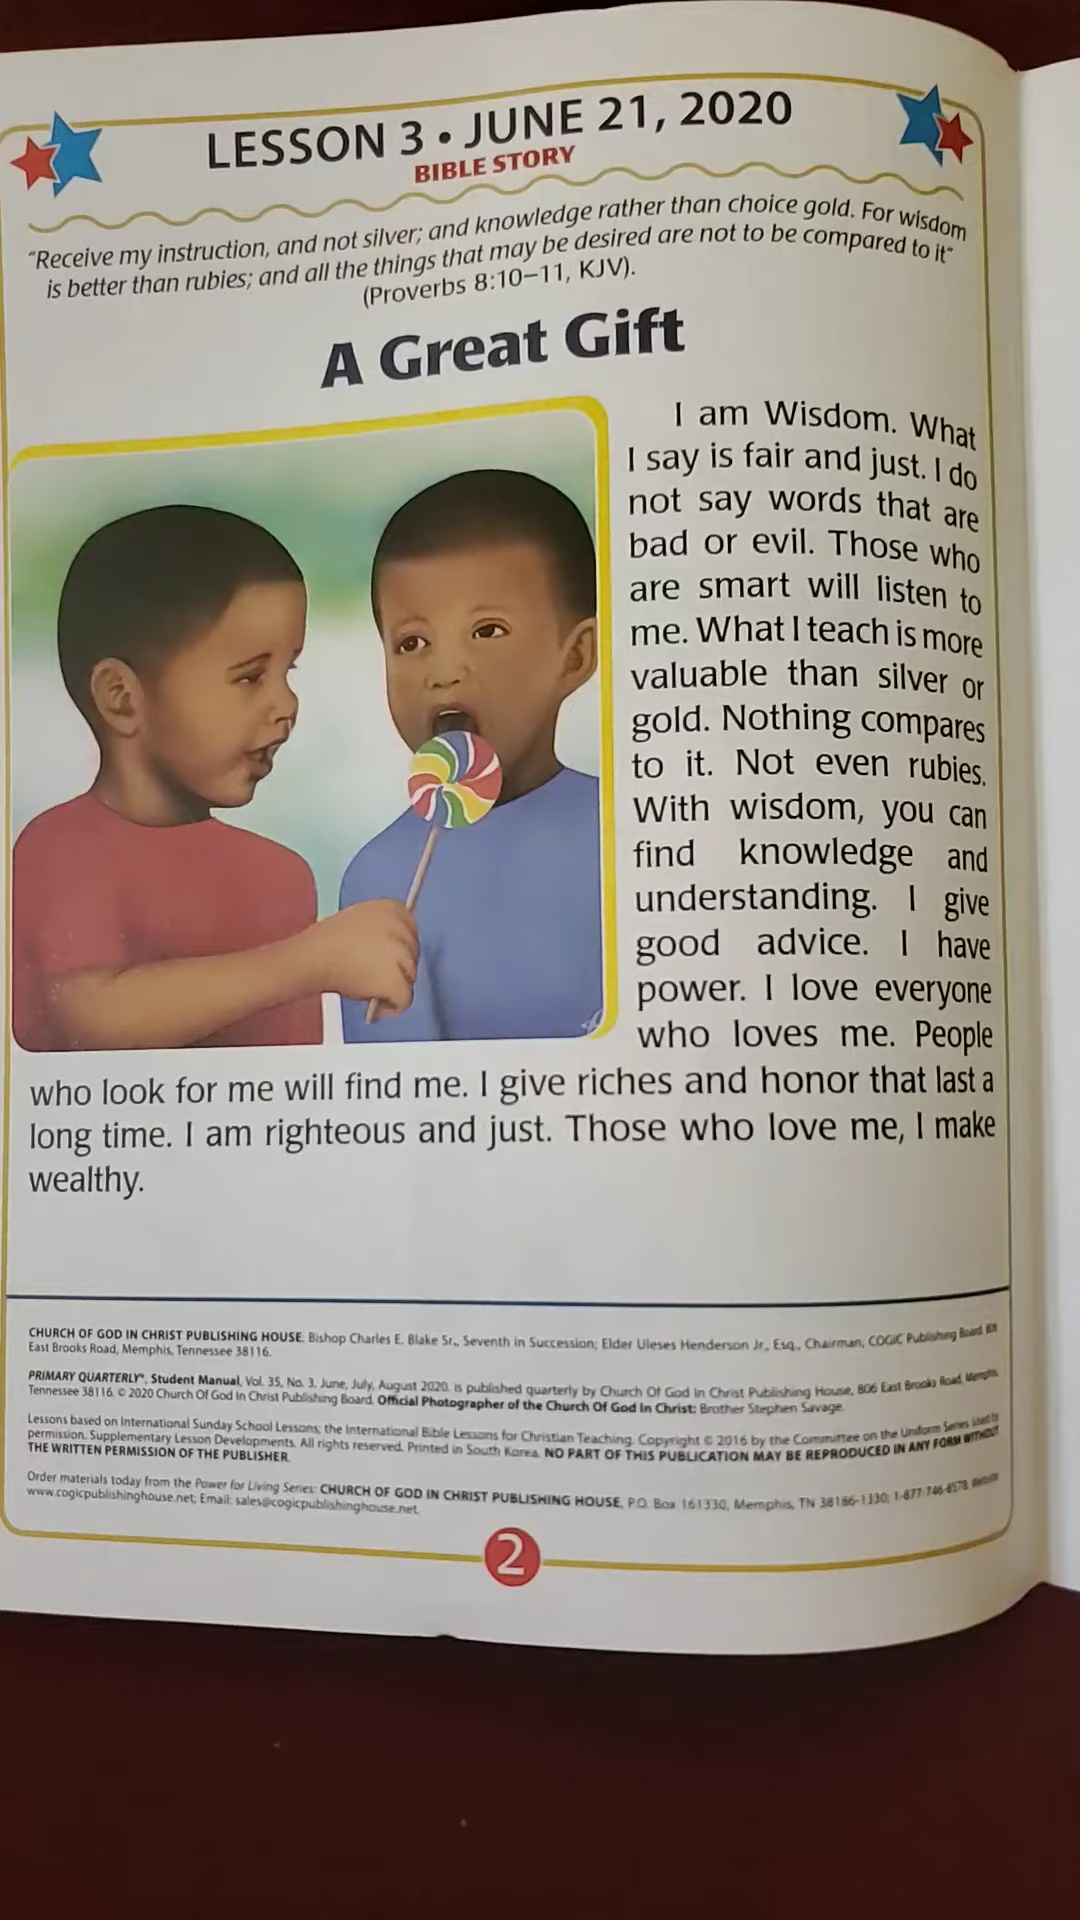 LESSON 3 • JUNE 21, 2020
BIBLE STORY
"Receive my instruction, and not silver; and knowledge rather than choice gold. For wisdom
is better than rubies; and all the things that may be desired are not to be compared to it"
(Proverbs 8:10–11, KJV).
A Great Gift
I am Wisdom. What
I say is fair and just. I do
not say words that are
bad or evil. Those who
are smart will listen to
me. What I teach is more
valuable than silver or
gold. Nothing compares
to it. Not even rubies.
With wisdom, you can
find knowledge and
understanding. I give
good advice. I have
power. I love everyone
who loves me. People
who look for me will find me. I give riches and honor that last a
long time. I am righteous and just. Those who love me, I make
wealthy.
CHURCH OF GOD IN CHRIST PUBLISHING HOUSE. Bishop Charles E. Blake Sr., Seventh in Succession; Elder Uleses Henderson Jr., Esq., Chairman, COGIC Publishing Board.
East Brooks Road, Memphis, Tennessee 38116.
PRIMARY QUARTERLY®, Student Manual, Vol. 35, No. 3. June, July, August 2020. is published quarterly by Church Of God In Christ Publishing House, 806 East Brooks Road, Memphis,
Tennessee 38116. © 2020 Church Of God In Christ Publishing Board. Official Photographer of the Church Of God In Christ: Brother Stephen Savage.
Lessons based on International Sunday School Lessons; the International Bible Lessons for Christian Teaching. Copyright © 2016 by the Committee on the Uniform Series. Used by
permission. Supplementary Lesson Developments. All rights reserved. Printed in South Korea. NO PART OF THIS PUBLICATION MAY BE REPRODUCED IN ANY FORM WITHOUT
THE WRITTEN PERMISSION OF THE PUBLISHER.
Order materials today from the Power for Living Series: CHURCH OF GOD IN CHRIST PUBLISHING HOUSE, P.O. Box 161330, Memphis, TN 38186-1330; 1-877-746-8578, Website
www.cogicpublishinghouse.net; Email: sales@cogicpublishinghouse.net.
2